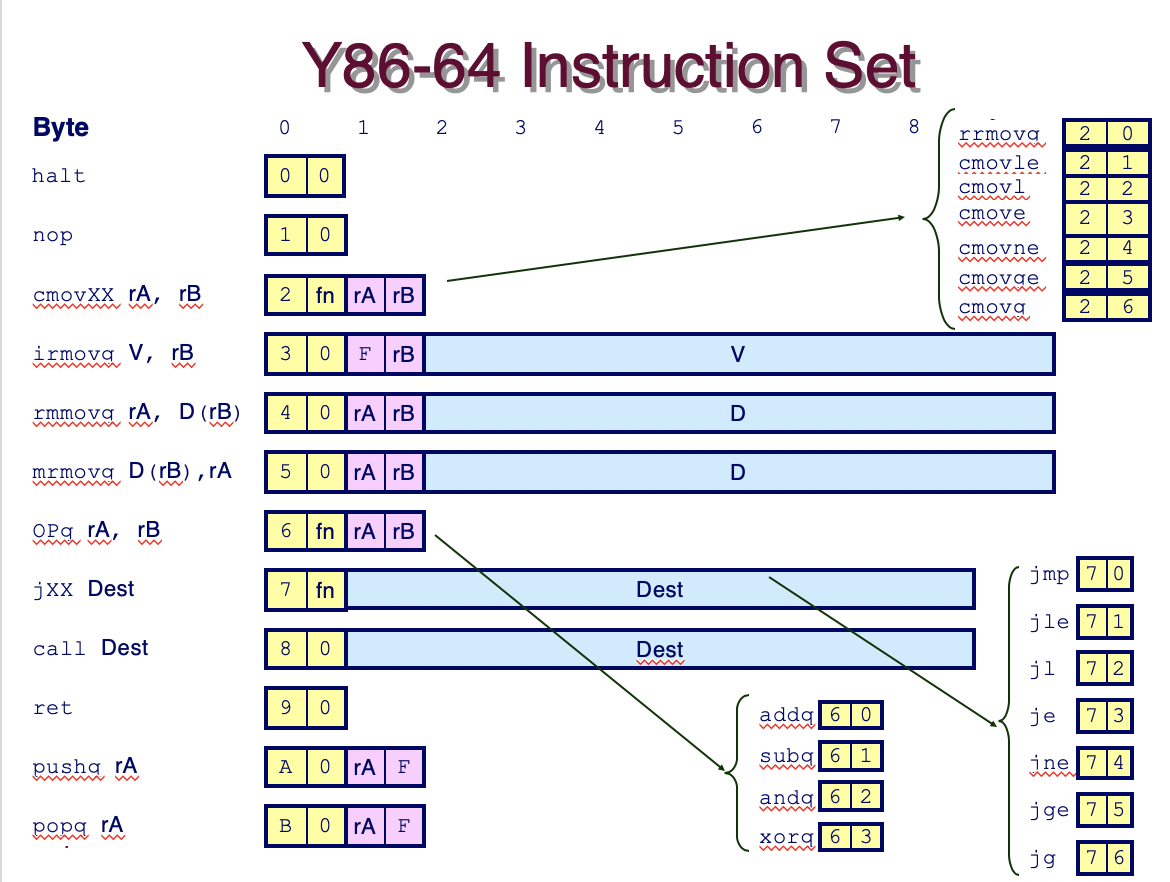 Y86-64 Instruction Set
Byte 0 1 2 3 4 5 6 7 8
rrmovq 2 0
cmovle 2 1
cmovl 2 2
cmove 2 3
cmovne 2 4
cmovge 2 5
cmovg 2 6
halt 0 0
nop 1 0
cmovXX rA, rB 2 fn rA rB
irmovq V, rB 3 0 F rB V
rmmovq rA, D(rB) 4 0 rA rB D
mrmovq D(rB),rA 5 0 rA rB D
OPq rA, rB 6 fn rA rB
jXX Dest 7 fn Dest
call Dest 8 0 Dest
ret 9 0
pushq rA A 0 rA F
popq rA B 0 rA F
addq 6 0
subq 6 1
andq 6 2
xorq 6 3
jmp 7 0
jle 7 1
jl 7 2
je 7 3
jne 7 4
jge 7 5
jg 7 6